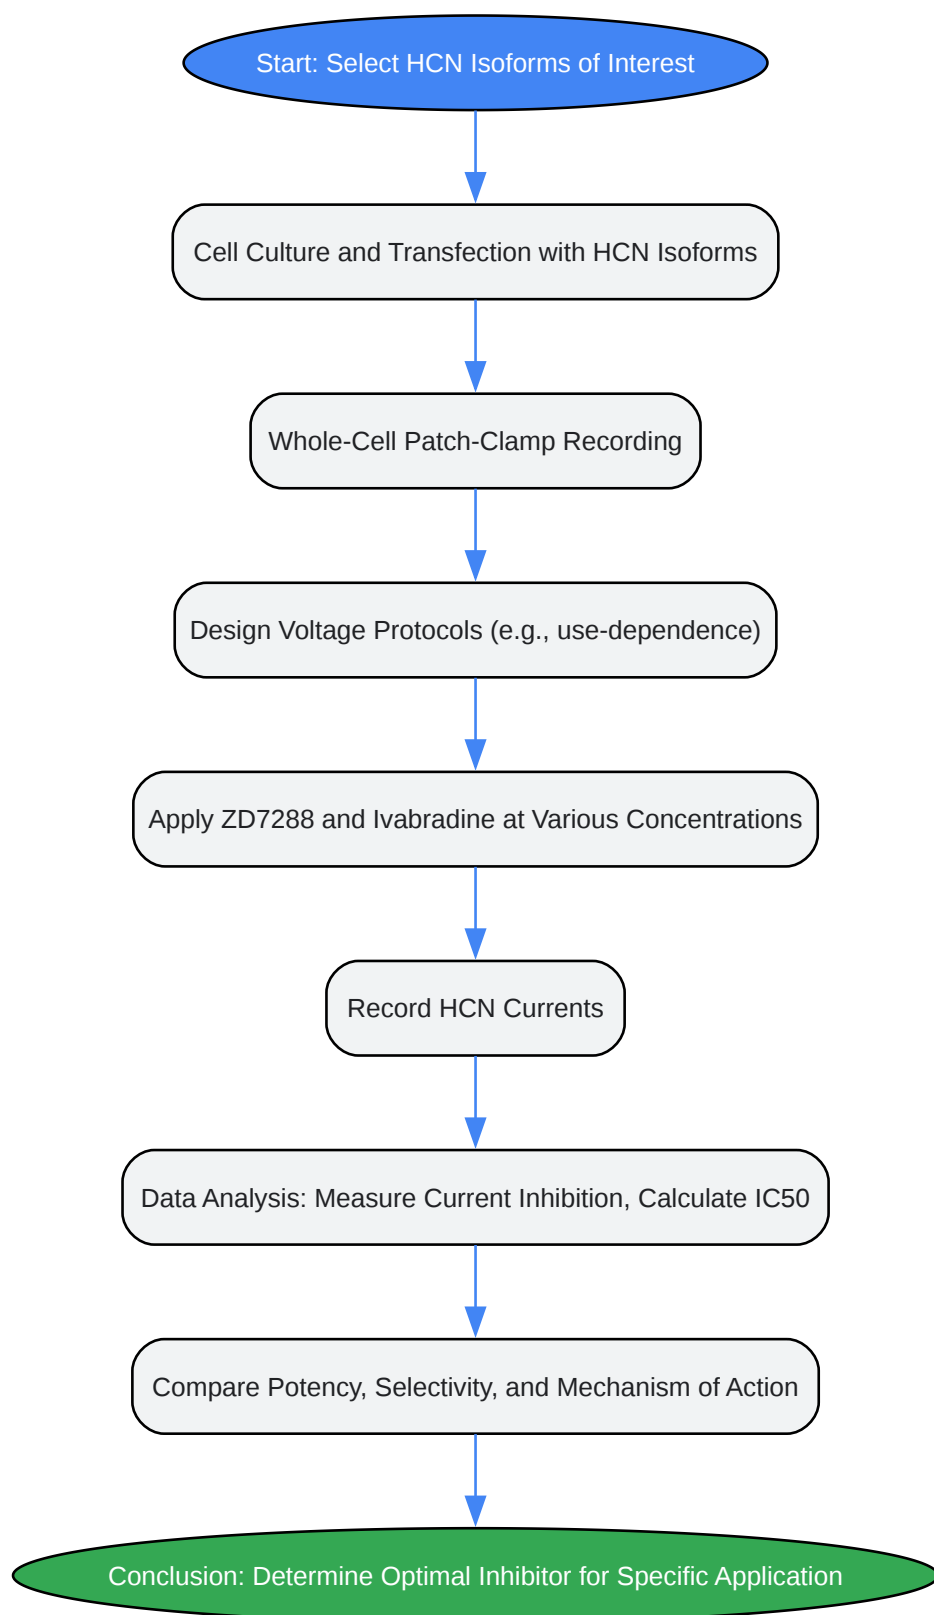 Start: Select HCN Isoforms of Interest
Cell Culture and Transfection with HCN Isoforms
Whole-Cell Patch-Clamp Recording
Design Voltage Protocols (e.g., use-dependence)
Apply ZD7288 and Ivabradine at Various Concentrations
Record HCN Currents
Data Analysis: Measure Current Inhibition, Calculate IC50
Compare Potency, Selectivity, and Mechanism of Action
Conclusion: Determine Optimal Inhibitor for Specific Application